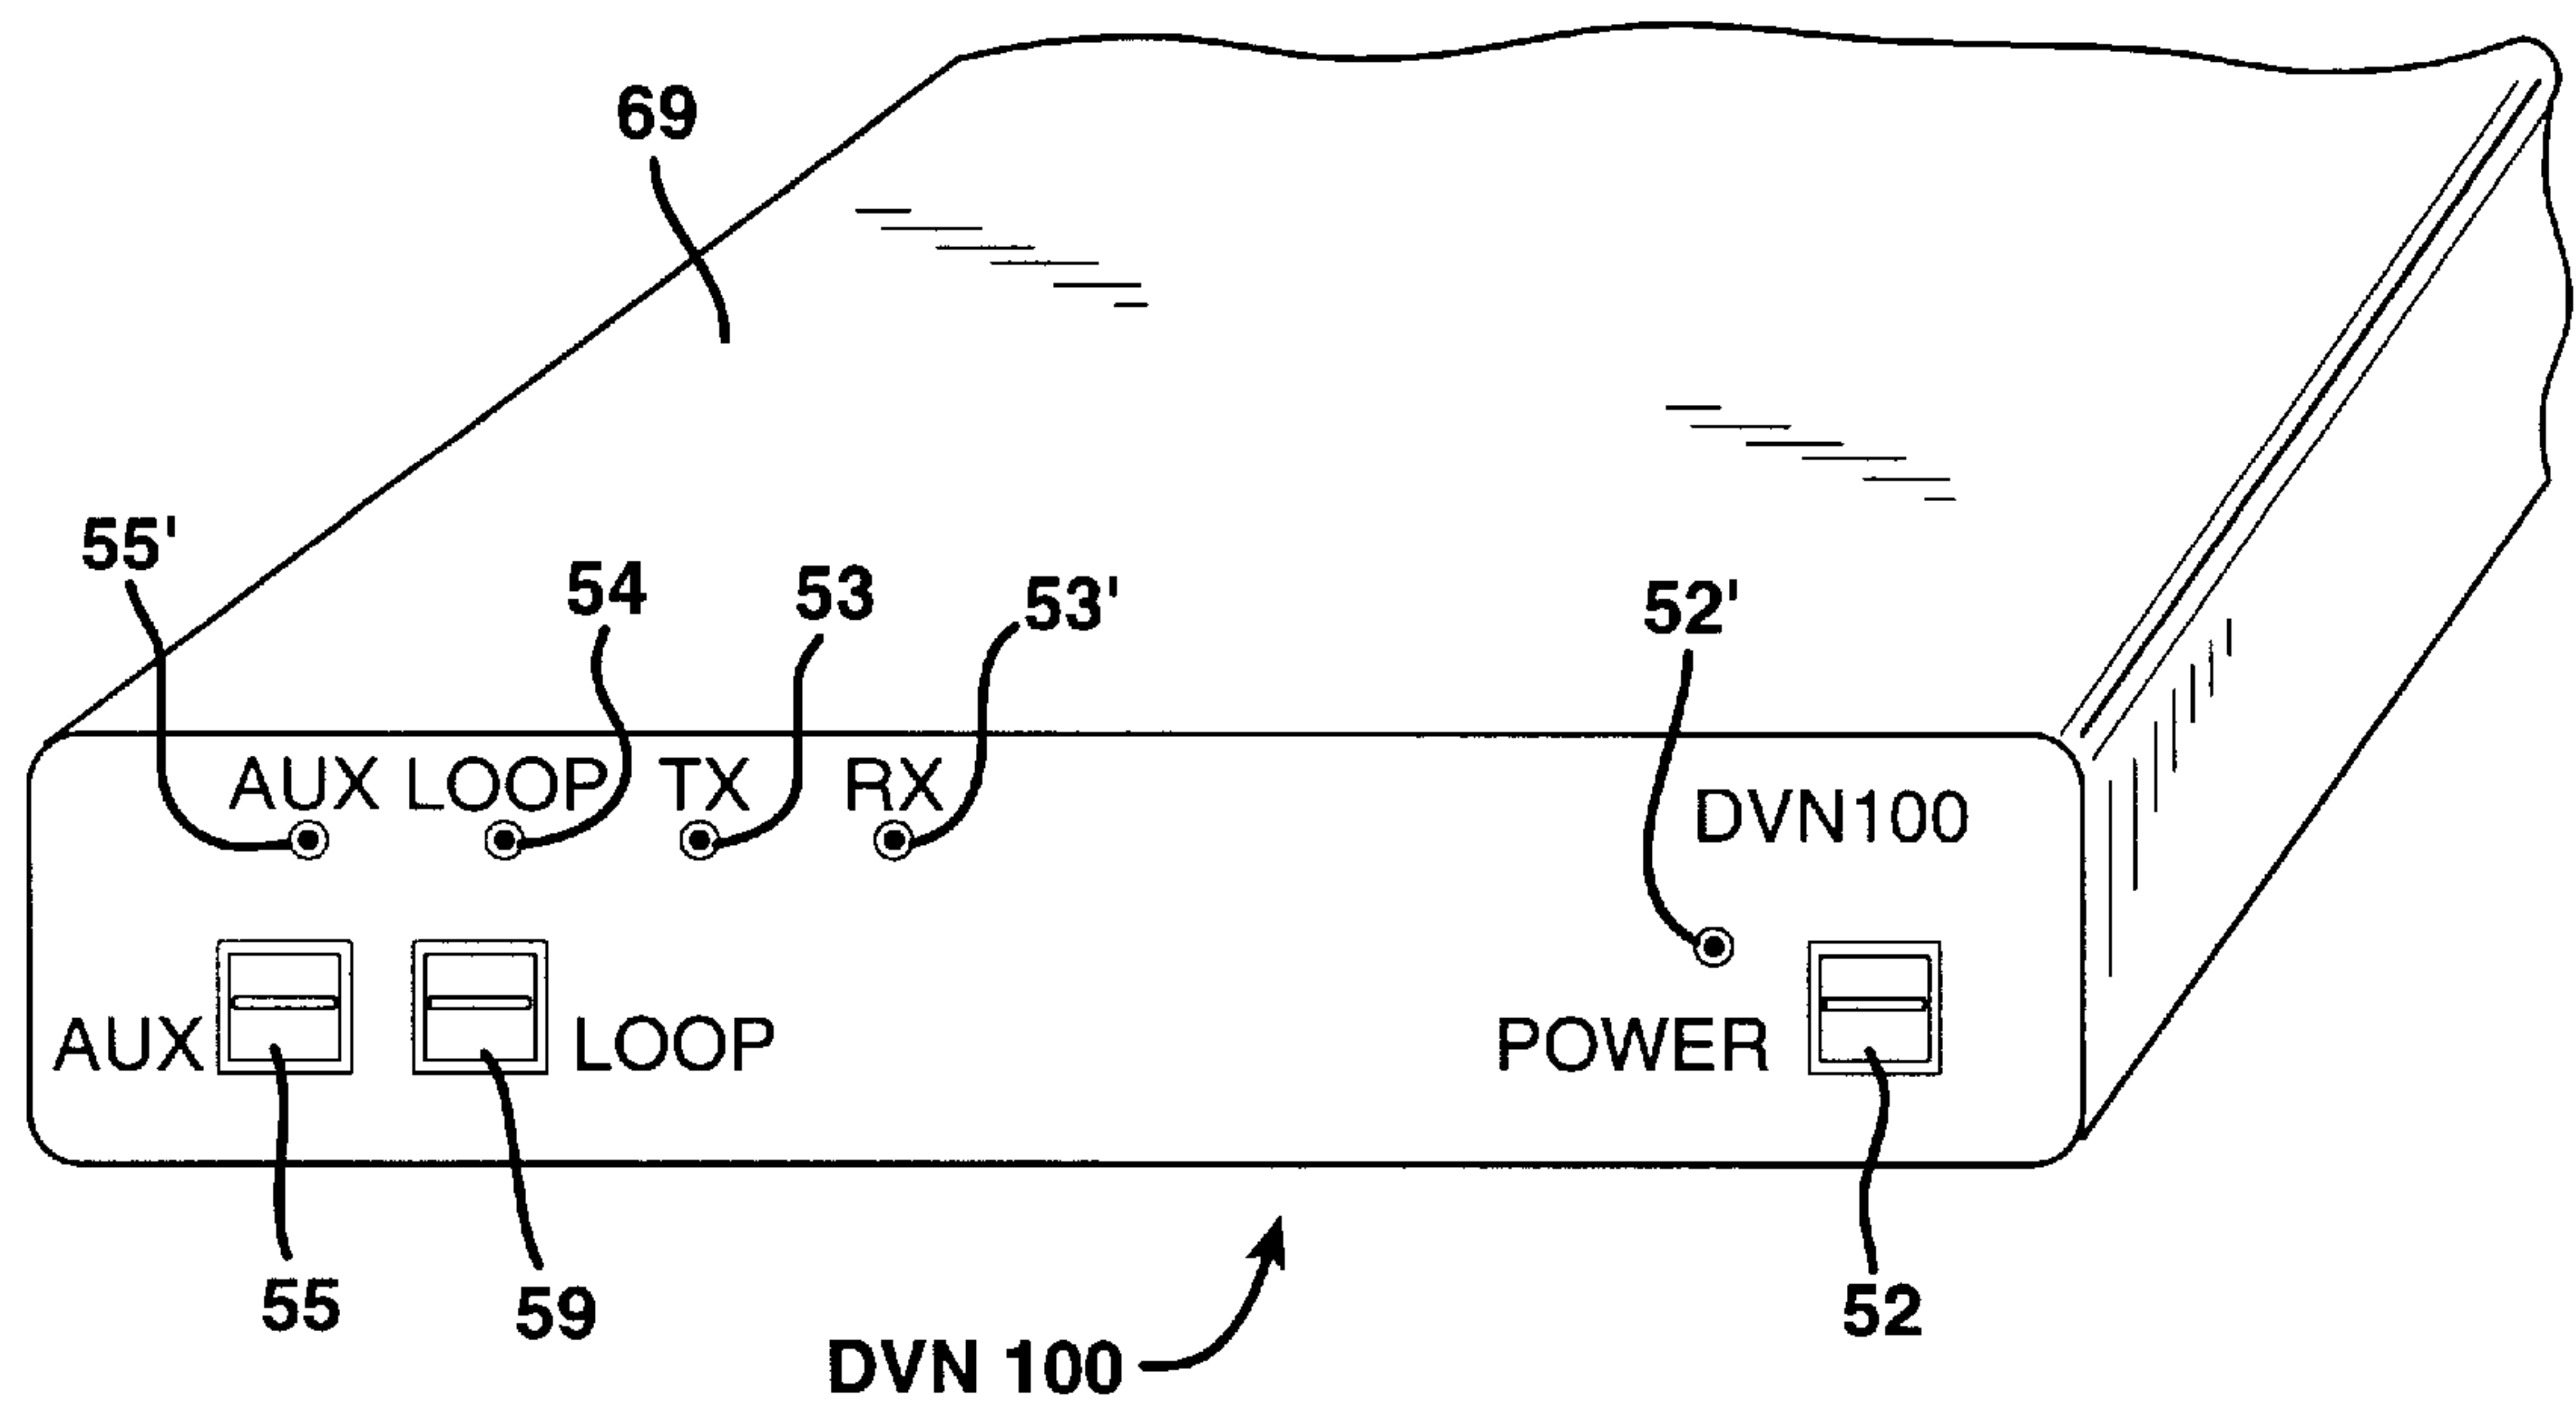 69
55'
54
53
53'
52'
AUX LOOP TX RX
DVN100
AUX
LOOP
POWER
55
59
52
DVN 100